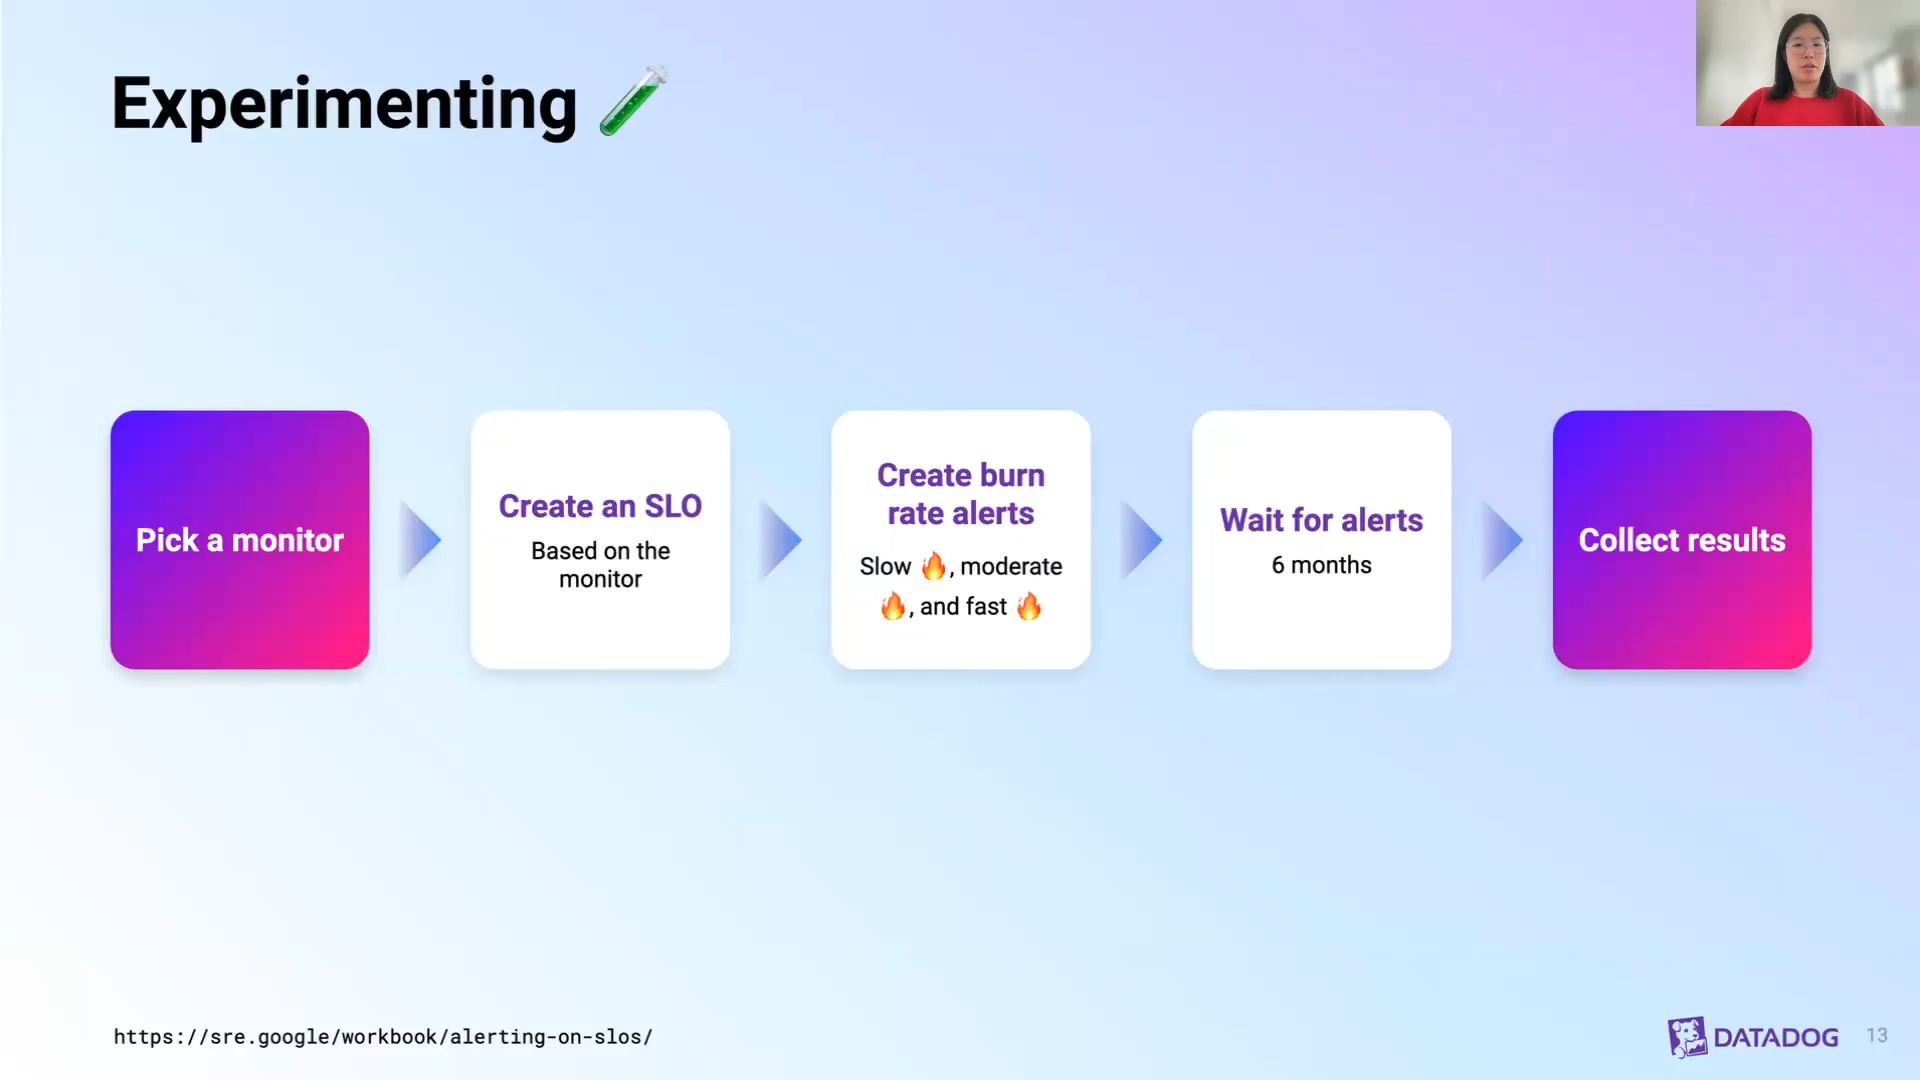 Experimenting
Pick a monitor
Create an SLO
Based on the
monitor
Create burn
rate alerts
Slow 🔥, moderate
🔥, and fast 🔥
Wait for alerts
6 months
Collect results
https://sre.google/workbook/alerting-on-slos/
DATADOG
13